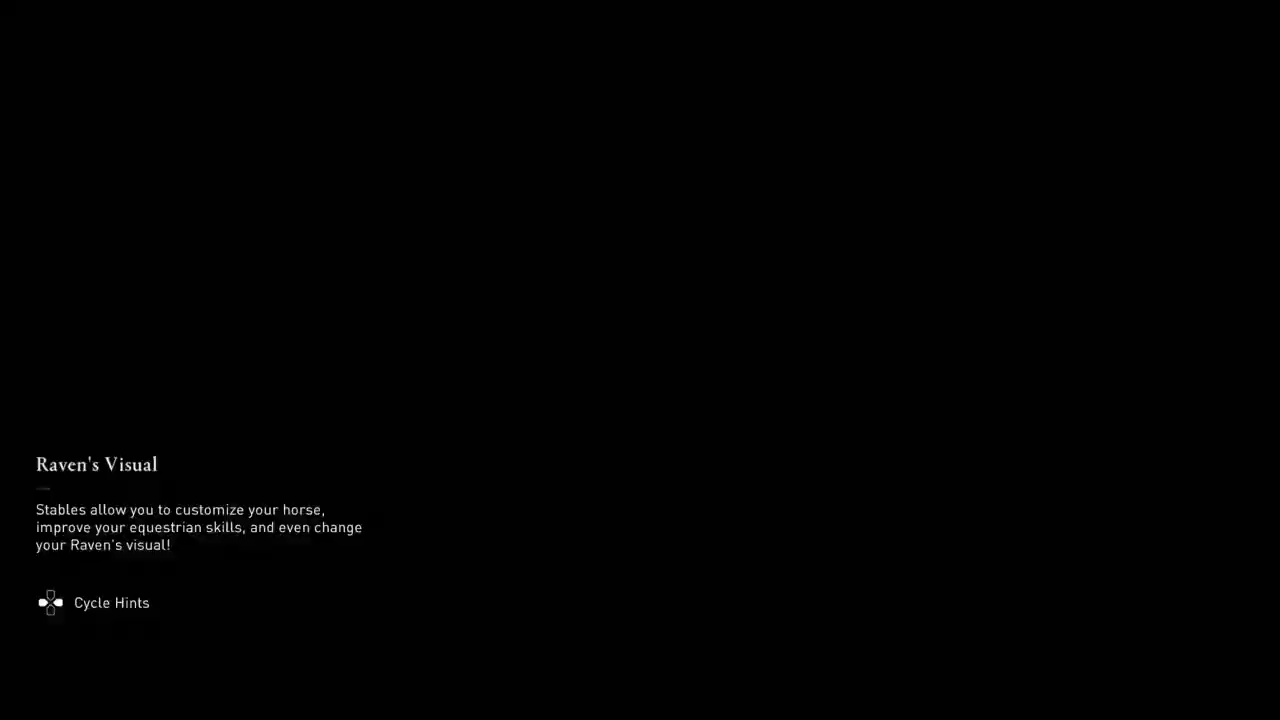 Raven's Visual
Stables allow you to customize your horse,
improve your equestrian skills, and even change
your Raven's visual!
Cycle Hints